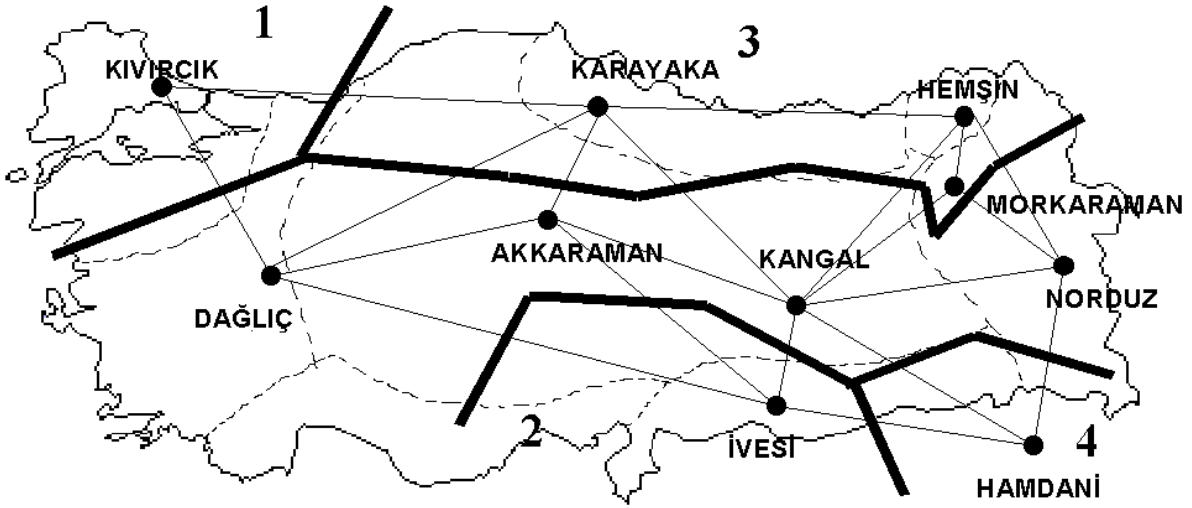 1
3
KIVIRCIK
KARAYAKA
HEMŞİN
MORKARAMAN
AKKARAMAN
KANGAL
NORDUZ
DAĞLIÇ
2
İVESİ
4
HAMDANİ